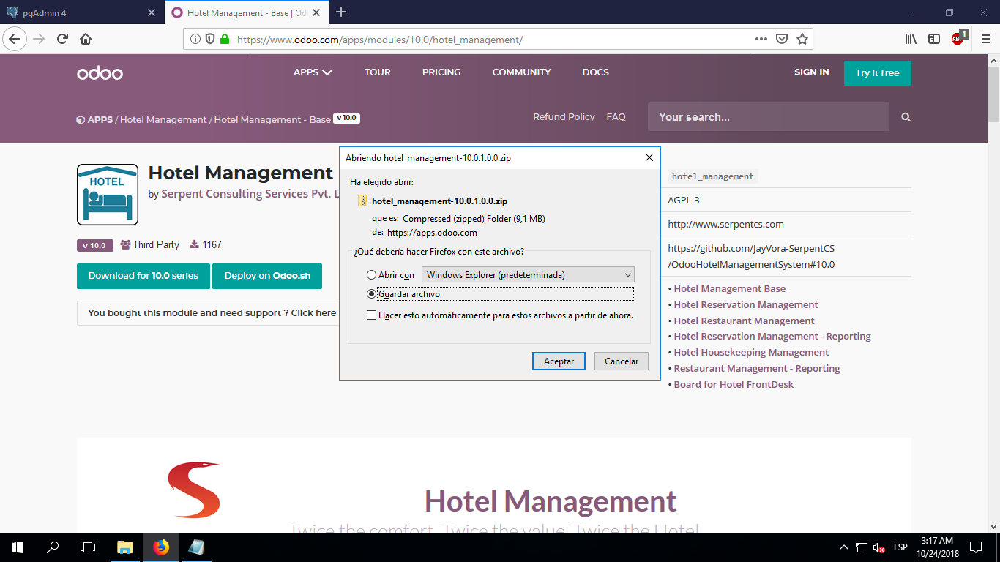 pgAdmin 4
Hotel Management - Base | Od
https://www.odoo.com/apps/modules/10.0/hotel_management/
ABP
1
odoo
APPS
TOUR
PRICING
COMMUNITY
DOCS
SIGN IN
Try it free
APPS / Hotel Management / Hotel Management - Base v 10.0
Refund Policy
FAQ
Your search...
HOTEL
Hotel Management
by Serpent Consulting Services Pvt. L
v 10.0
Third Party
1167
Download for 10.0 series
Deploy on Odoo.sh
You bought this module and need support ? Click here
Abriendo hotel_management-10.0.1.0.0.zip
Ha elegido abrir:
hotel_management-10.0.1.0.0.zip
que es: Compressed (zipped) Folder (9,1 MB)
de: https://apps.odoo.com
¿Qué debería hacer Firefox con este archivo?
Abrir con
Windows Explorer (predeterminada)
Guardar archivo
Hacer esto automáticamente para estos archivos a partir de ahora.
Aceptar
Cancelar
hotel_management
AGPL-3
http://www.serpentcs.com
https://github.com/JayVora-SerpentCS
/OdooHotelManagementSystem#10.0
• Hotel Management Base
• Hotel Reservation Management
• Hotel Restaurant Management
• Hotel Reservation Management - Reporting
• Hotel Housekeeping Management
• Restaurant Management - Reporting
• Board for Hotel FrontDesk
Hotel Management
Twice the comfort. Twice the value. Twice the Hotel.
ESP
3:17 AM
10/24/2018